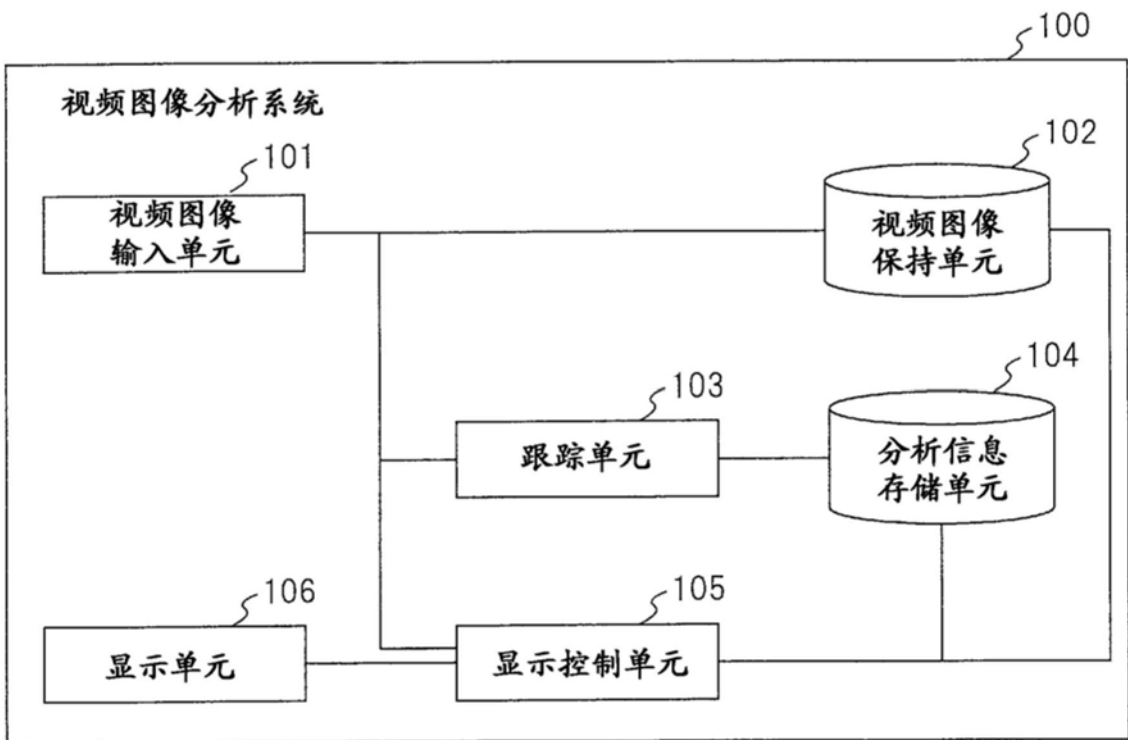 100
视频图像分析系统
101
视频图像
输入单元
102
视频图像
保持单元
103
跟踪单元
104
分析信息
存储单元
106
显示单元
105
显示控制单元